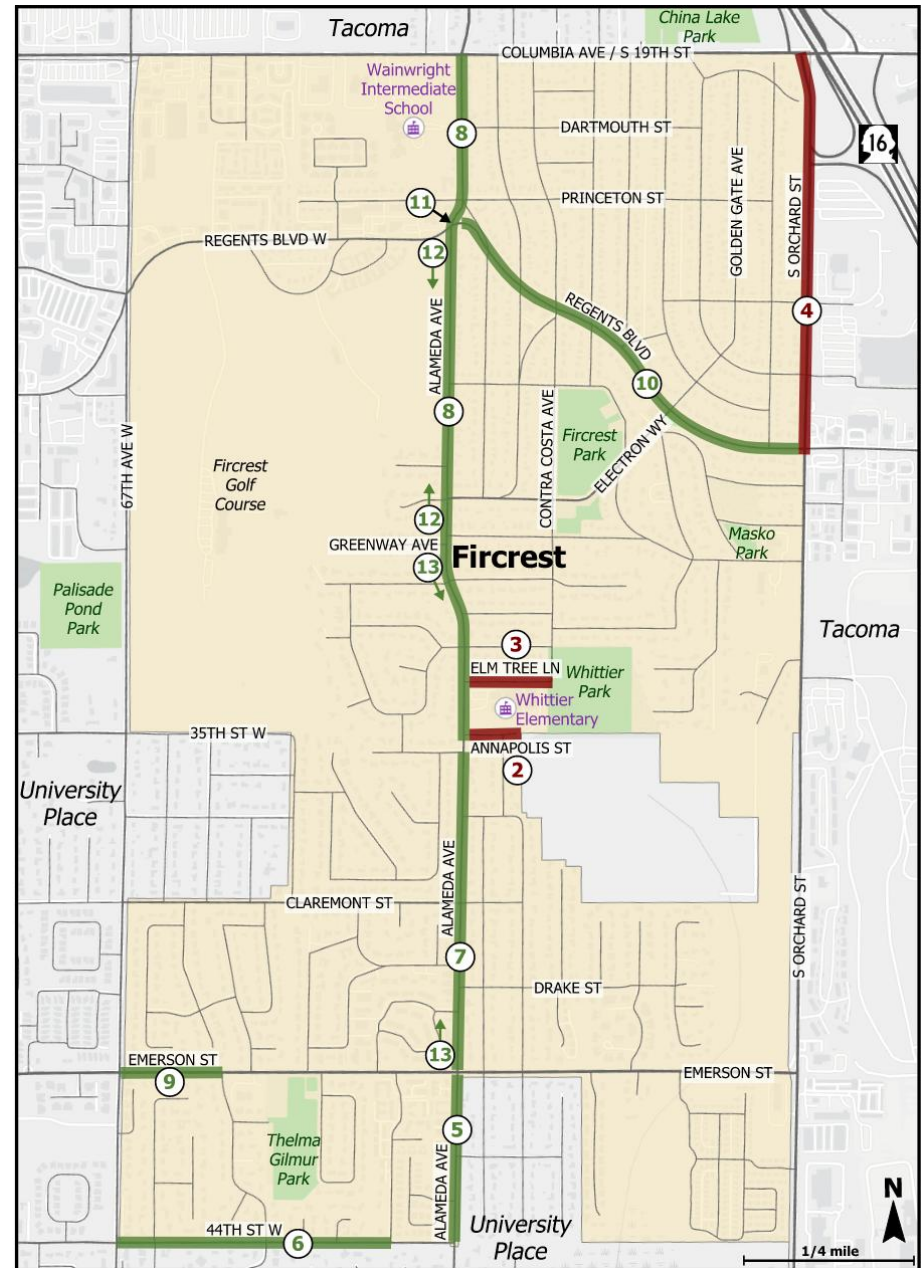 Tacoma
China Lake
Park
COLUMBIA AVE / S 19TH ST
Wainwright
Intermediate
School
8
DARTMOUTH ST
16
GOLDEN GATE AVE
S ORCHARD ST
11
PRINCETON ST
REGENTS BLVD W
12
ALAMEDA AVE
REGENTS BLVD
4
10
8
CONTRA COSTA AVE
Fircrest
Park
ELECTRON WY
67TH AVE W
Fircrest
Golf
Course
12
GREENWAY AVE
Fircrest
13
Masko
Park
Palisade
Pond
Park
Tacoma
3
ELM TREE LN
Whittier
Park
Whittier
Elementary
35TH ST W
ANNAPOLIS ST
2
University
Place
ALAMEDA AVE
CLAREMONT ST
S ORCHARD ST
7
DRAKE ST
13
EMERSON ST
9
EMERSON ST
5
Thelma
Gilmur
Park
ALAMEDA AVE
44TH ST W
6
University
Place
N
1/4 mile